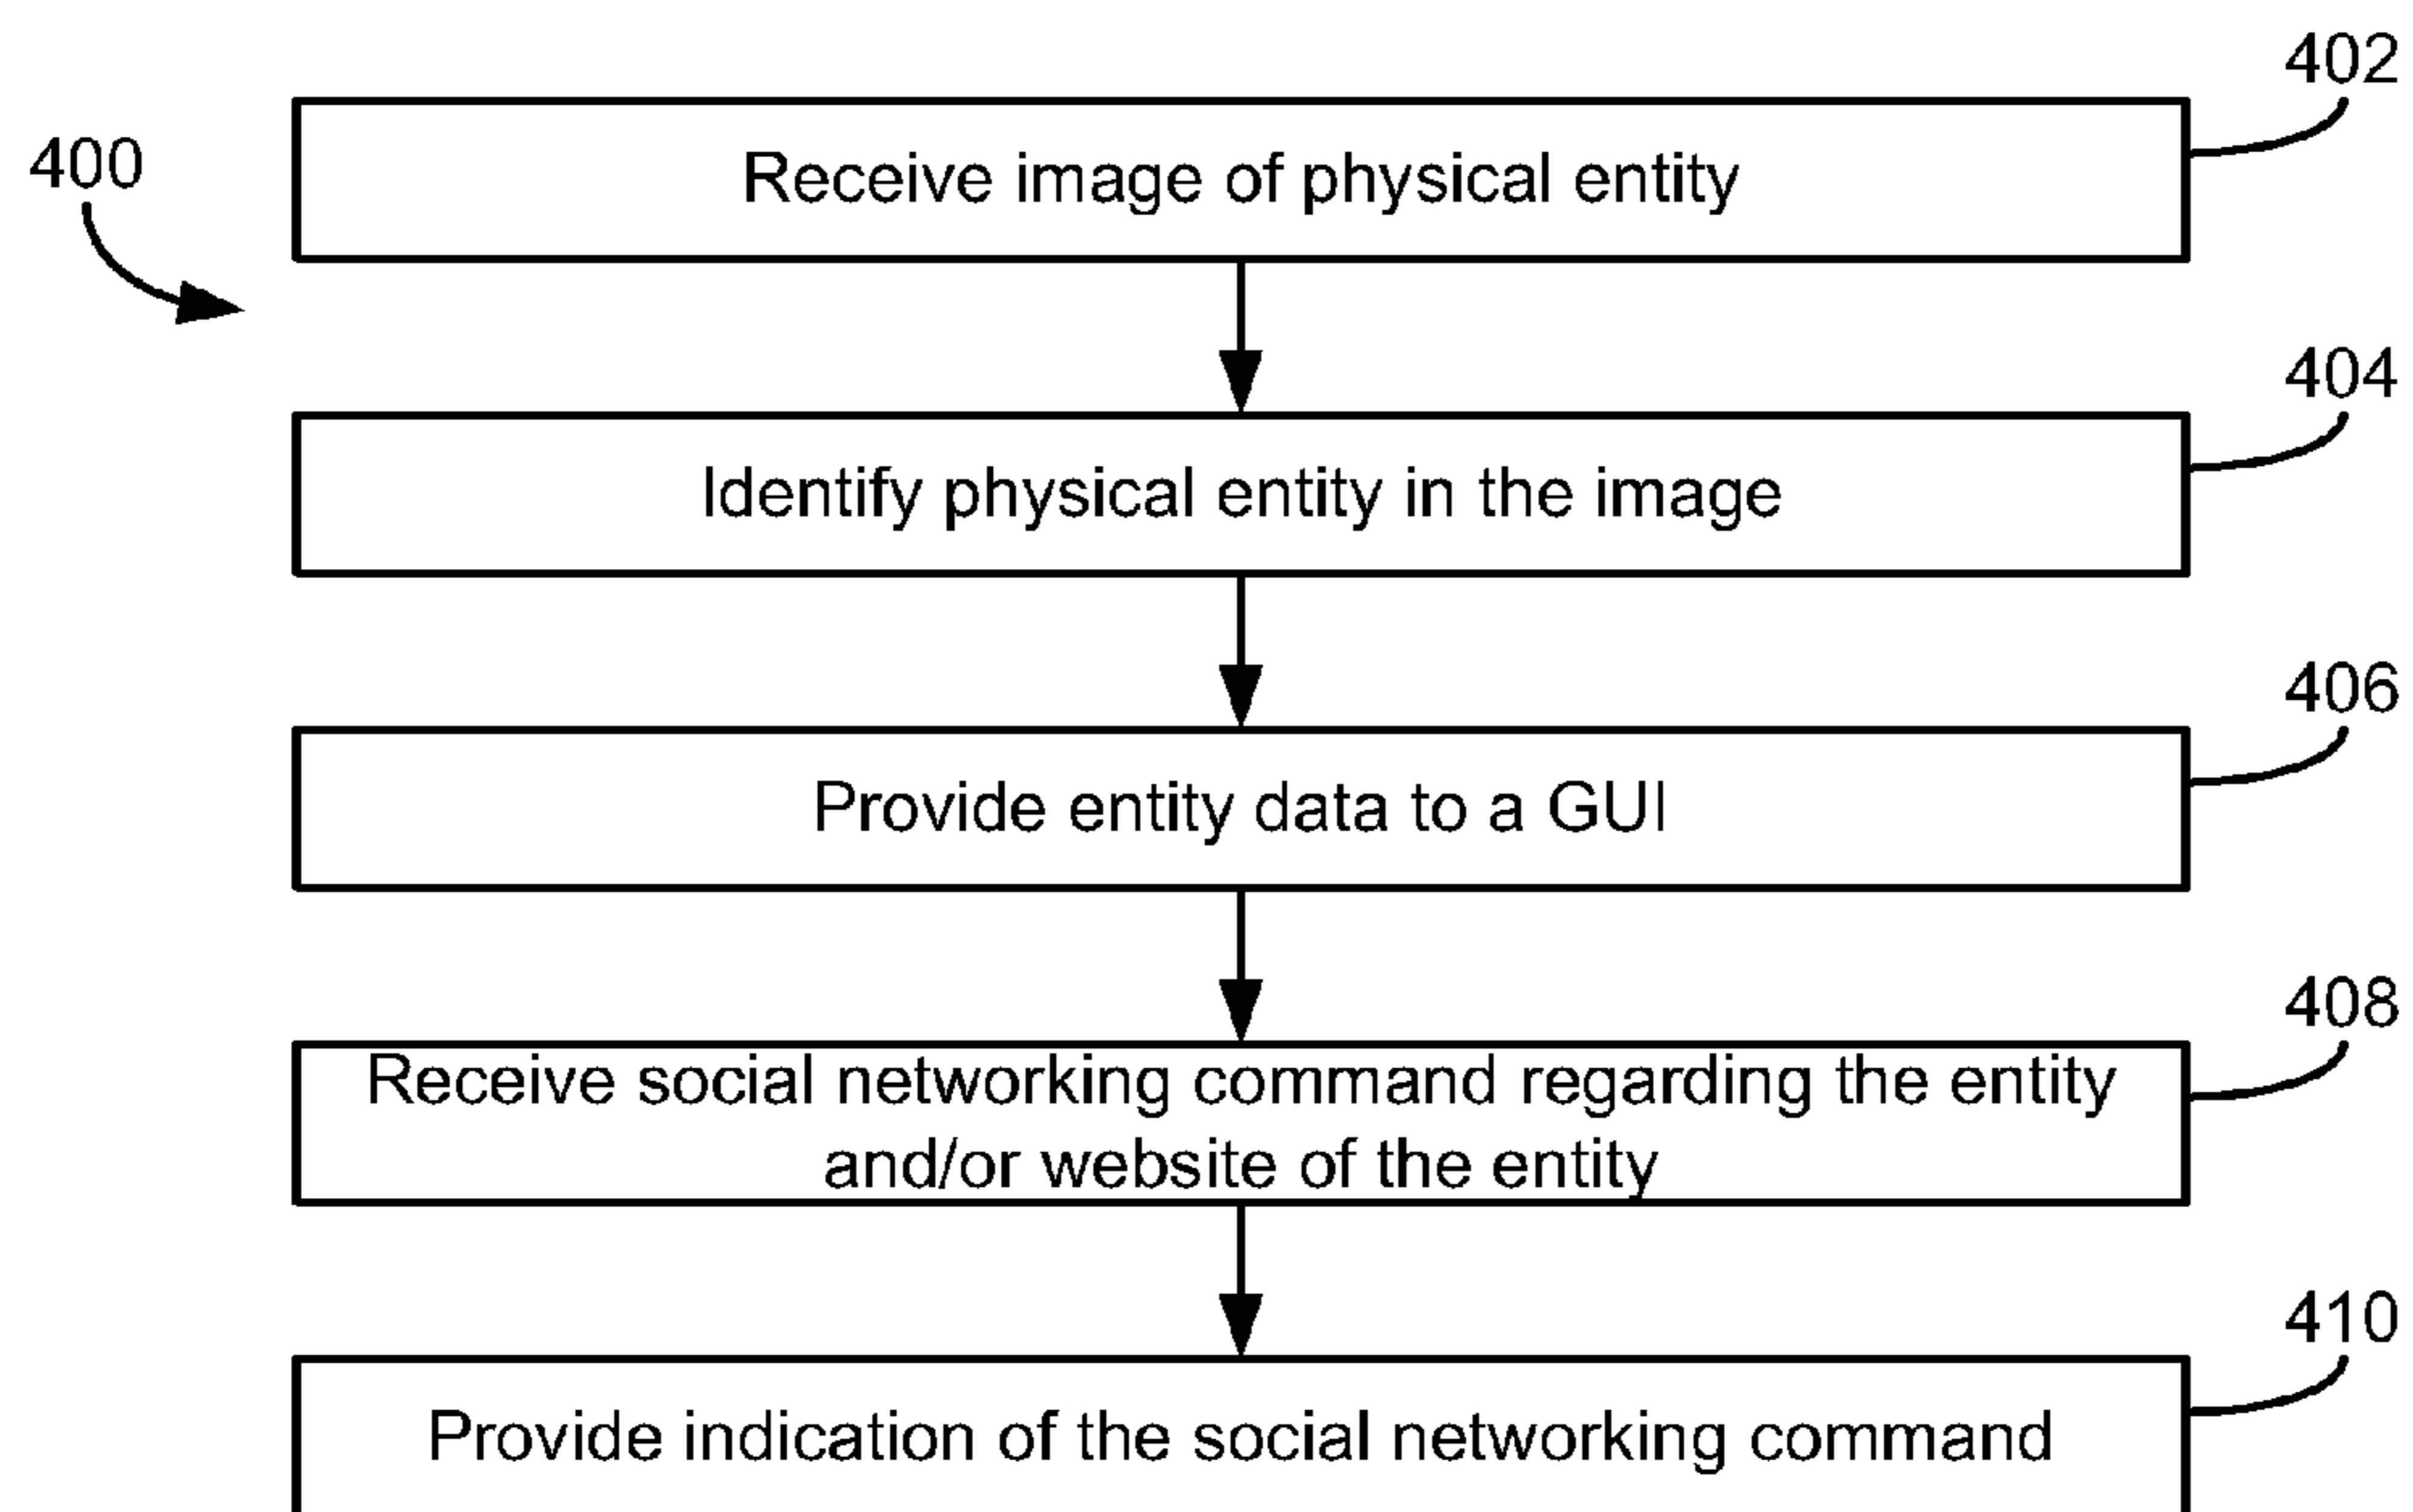 402
400
Receive image of physical entity
404
Identify physical entity in the image
406
Provide entity data to a GUI
408
Receive social networking command regarding the entity
and/or website of the entity
410
Provide indication of the social networking command